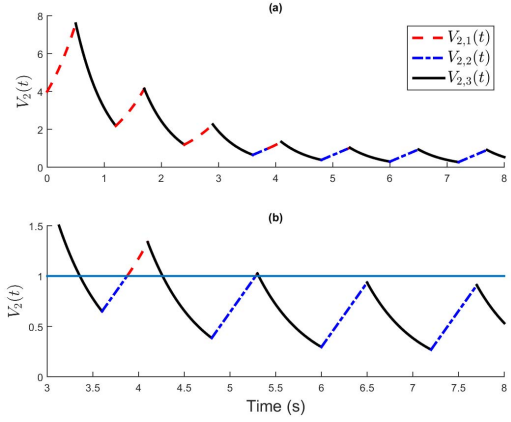 (a)
8
6
4
2
0
V_2(t)
V_{2,1}(t)
V_{2,2}(t)
V_{2,3}(t)
0 1 2 3 4 5 6 7 8
(b)
1.5
1
0.5
0
V_2(t)
3 3.5 4 4.5 5 5.5 6 6.5 7 7.5 8
Time (s)